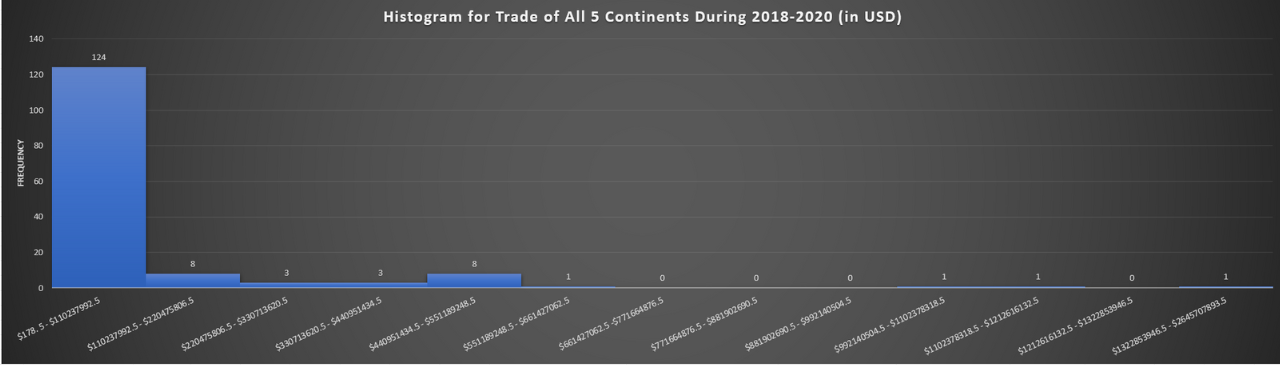 Histogram for Trade of All 5 Continents During 2018-2020 (in USD)
FREQUENCY
140
120
100
80
60
40
20
0
124
8
3
3
8
1
0
0
0
1
1
0
1
$178. 5 - $110237992.5
$110237992.5 - $220475806.5
$220475806.5 - $330713620.5
$330713620.5 - $440951434.5
$440951434.5 - $551189248.5
$551189248.5 - $661427062.5
$661427062.5 - $771664876.5
$771664876.5 - $881902690.5
$881902690.5 - $992140504.5
$992140504.5 - $1102378318.5
$1102378318.5 - $1212616132.5
$1212616132.5 - $1322853946.5
$1322853946.5 - $2645707893.5